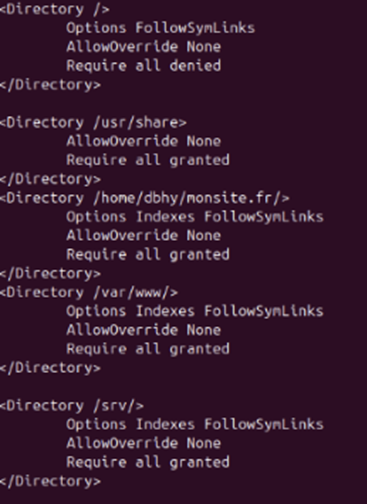 <Directory />
        Options FollowSymLinks
        AllowOverride None
        Require all denied
</Directory>

<Directory /usr/share>
        AllowOverride None
        Require all granted
</Directory>
<Directory /home/dbhy/monsite.fr/>
        Options Indexes FollowSymLinks
        AllowOverride None
        Require all granted
</Directory>
<Directory /var/www/>
        Options Indexes FollowSymLinks
        AllowOverride None
        Require all granted
</Directory>

<Directory /srv/>
        Options Indexes FollowSymLinks
        AllowOverride None
        Require all granted
</Directory>